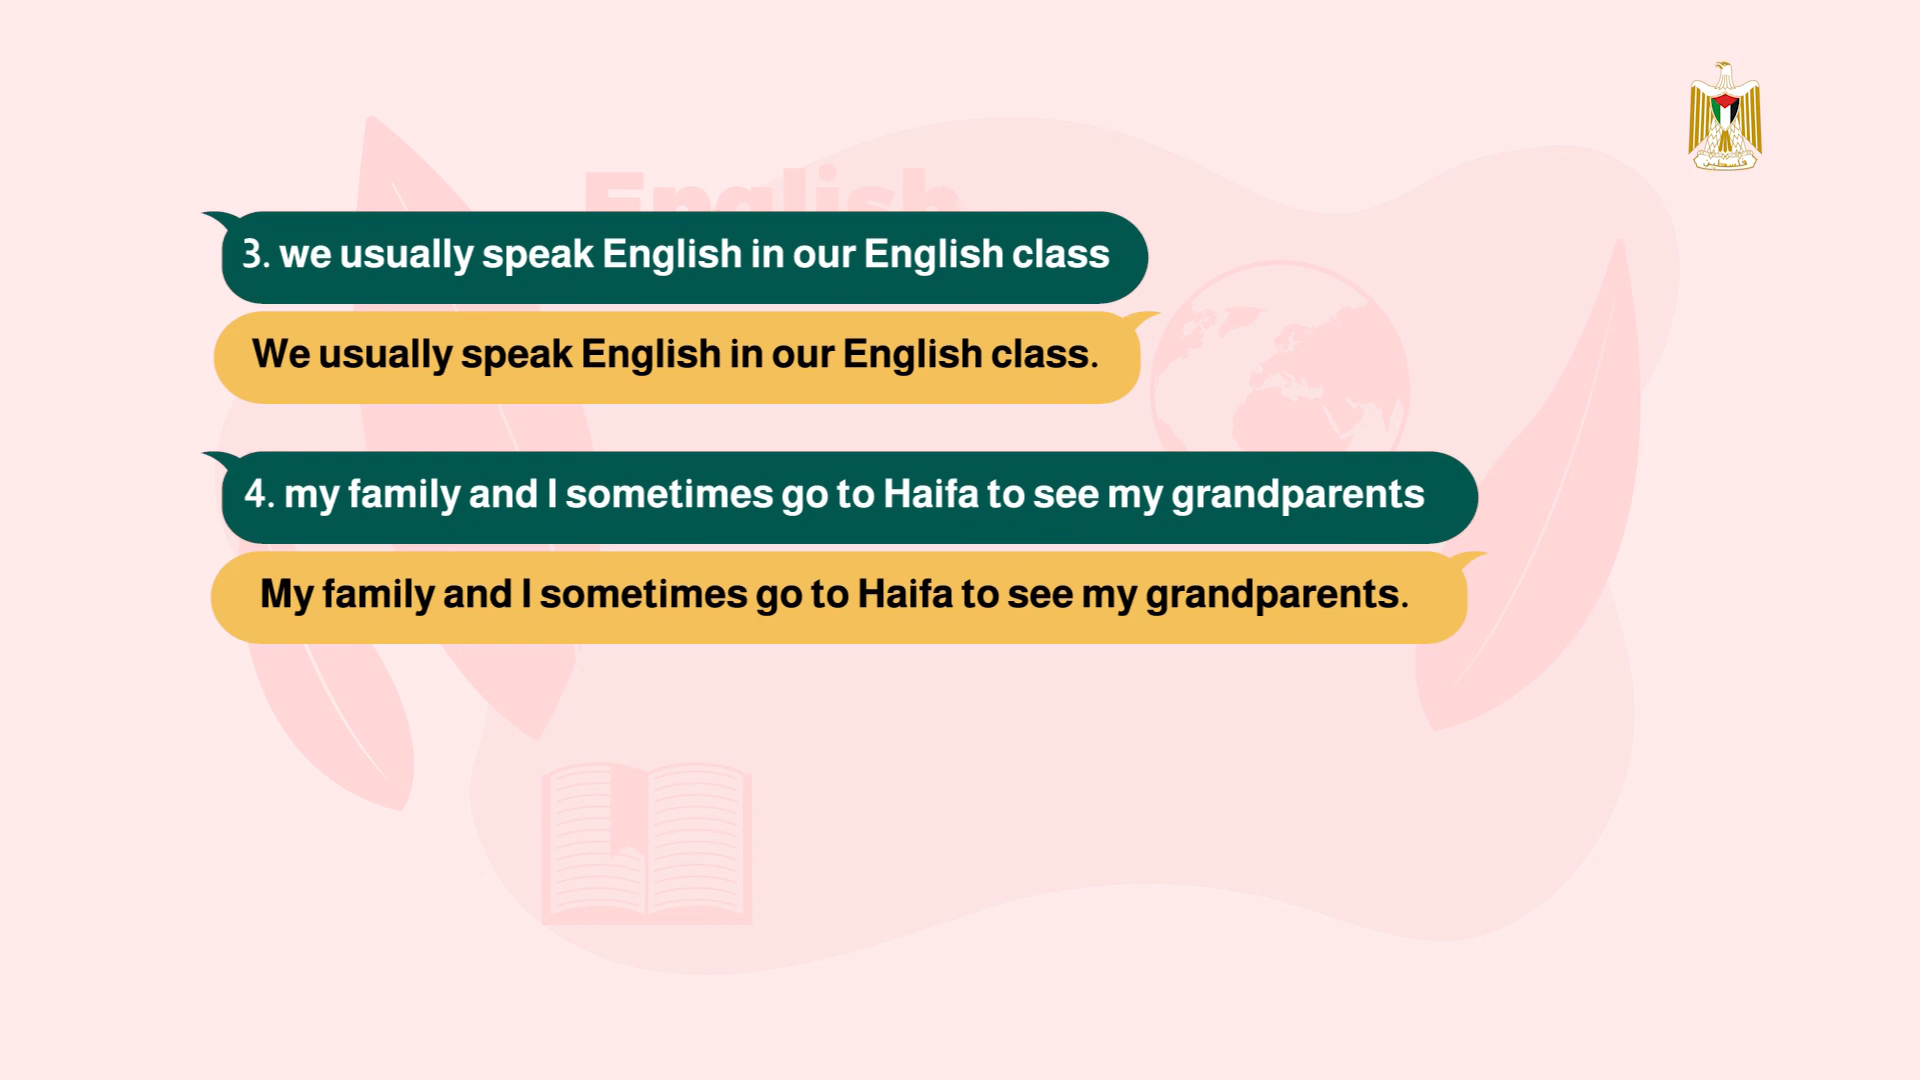 English
3. we usually speak English in our English class
We usually speak English in our English class.
4. my family and I sometimes go to Haifa to see my grandparents
My family and I sometimes go to Haifa to see my grandparents.
فلسطين